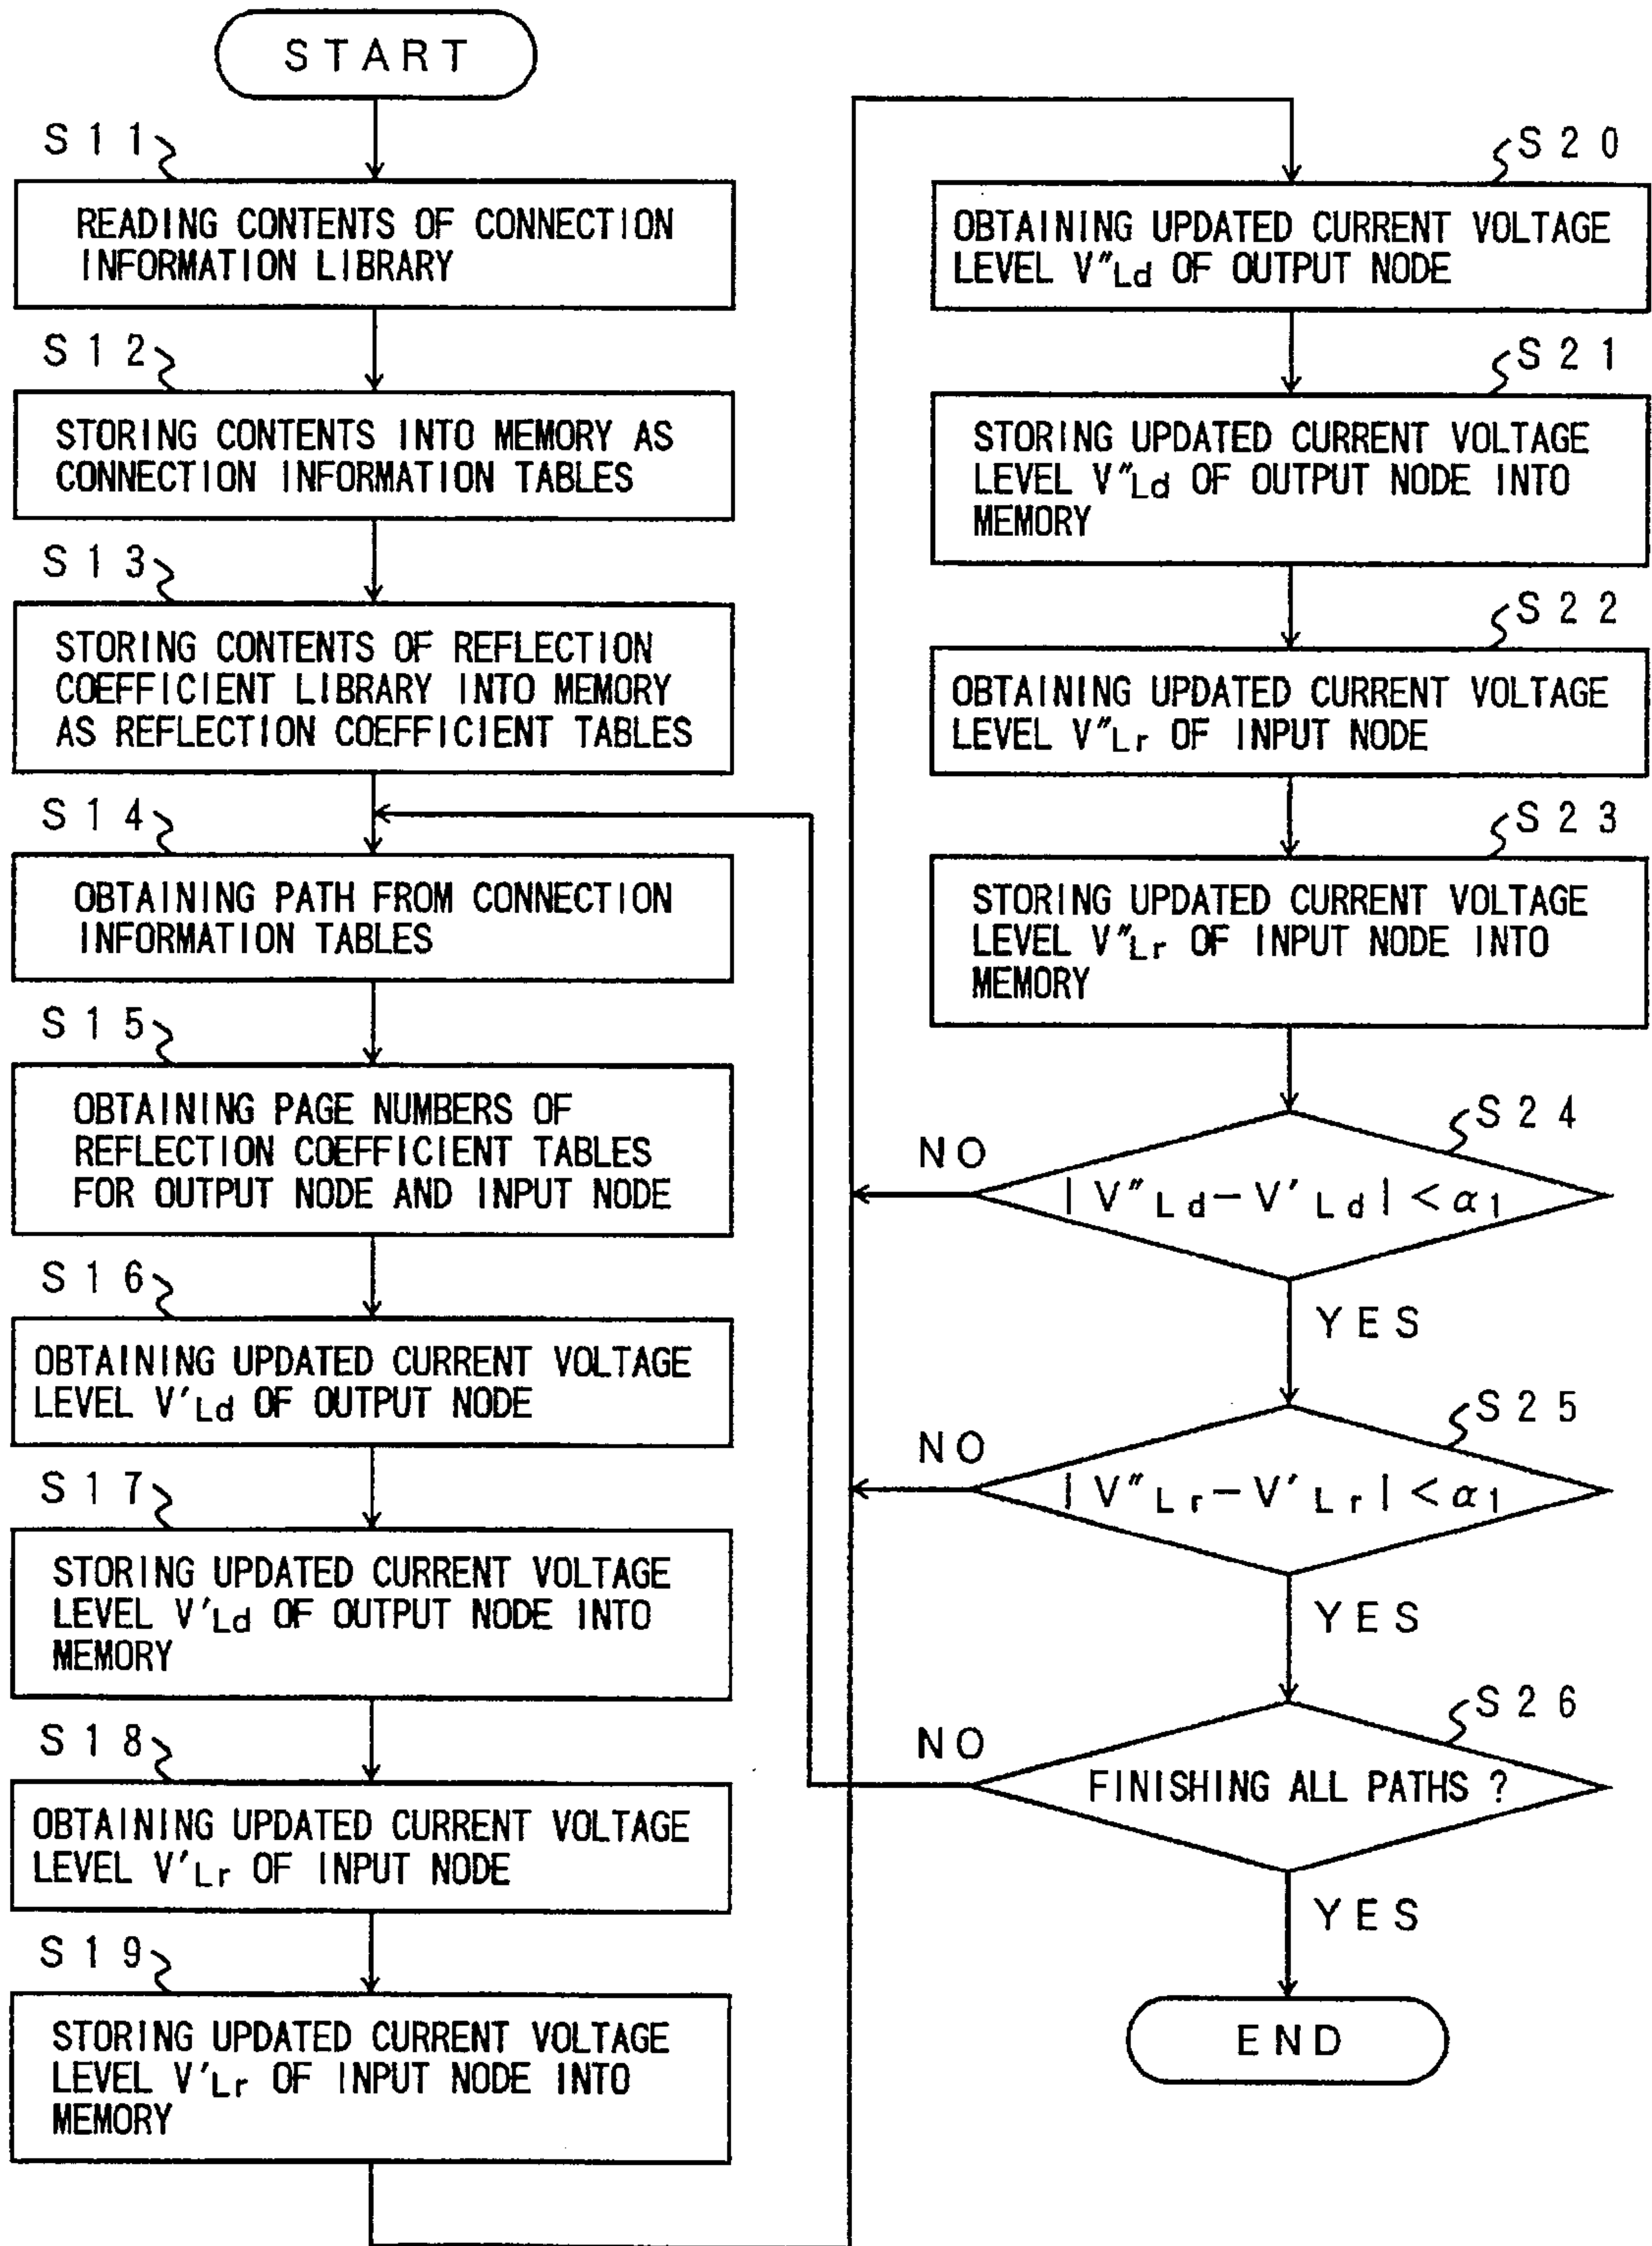 START
S11
READING CONTENTS OF CONNECTION
INFORMATION LIBRARY
S12
STORING CONTENTS INTO MEMORY AS
CONNECTION INFORMATION TABLES
S13
STORING CONTENTS OF REFLECTION
COEFFICIENT LIBRARY INTO MEMORY
AS REFLECTION COEFFICIENT TABLES
S14
OBTAINING PATH FROM CONNECTION
INFORMATION TABLES
S15
OBTAINING PAGE NUMBERS OF
REFLECTION COEFFICIENT TABLES
FOR OUTPUT NODE AND INPUT NODE
S16
OBTAINING UPDATED CURRENT VOLTAGE
LEVEL V'Ld OF OUTPUT NODE
S17
STORING UPDATED CURRENT VOLTAGE
LEVEL V'Ld OF OUTPUT NODE INTO
MEMORY
S18
OBTAINING UPDATED CURRENT VOLTAGE
LEVEL V'Lr OF INPUT NODE
S19
STORING UPDATED CURRENT VOLTAGE
LEVEL V'Lr OF INPUT NODE INTO
MEMORY
S20
OBTAINING UPDATED CURRENT VOLTAGE
LEVEL V"Ld OF OUTPUT NODE
S21
STORING UPDATED CURRENT VOLTAGE
LEVEL V"Ld OF OUTPUT NODE INTO
MEMORY
S22
OBTAINING UPDATED CURRENT VOLTAGE
LEVEL V"Lr OF INPUT NODE
S23
STORING UPDATED CURRENT VOLTAGE
LEVEL V"Lr OF INPUT NODE INTO
MEMORY
S24
NO
|V"Ld−V'Ld|<α1
YES
S25
NO
|V"Lr−V'Lr|<α1
YES
S26
NO
FINISHING ALL PATHS ?
YES
END